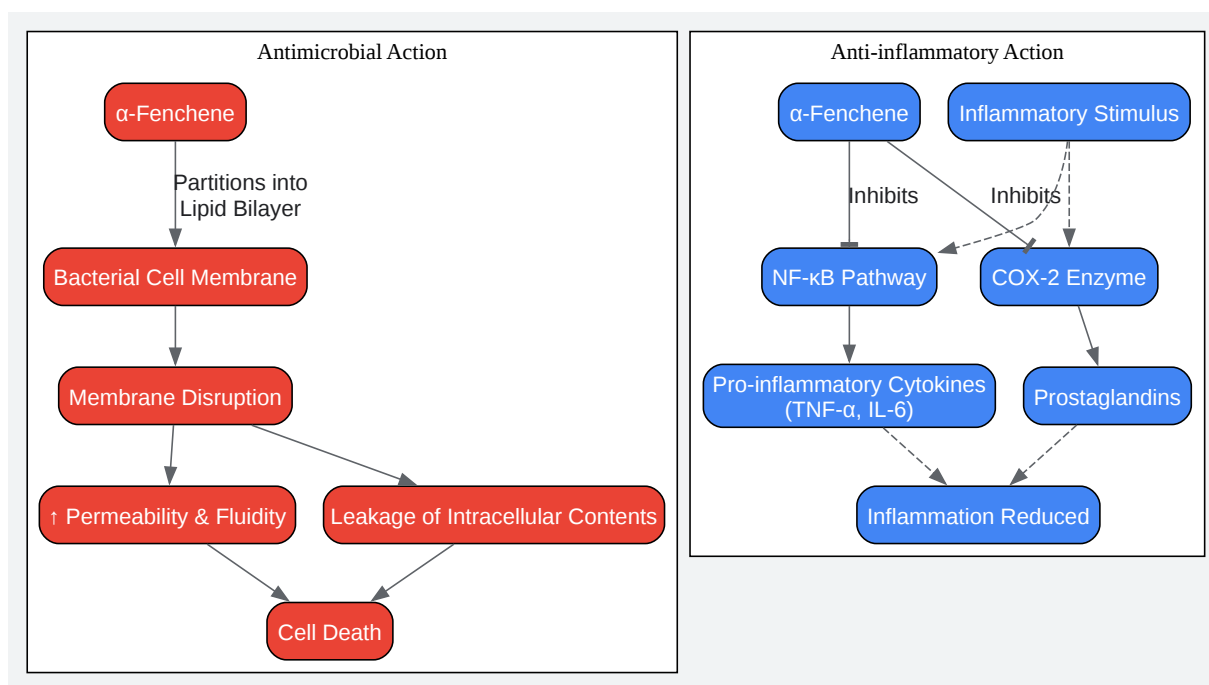 Antimicrobial Action
α-Fenchene
Partitions into
Lipid Bilayer
Bacterial Cell Membrane
Membrane Disruption
↑ Permeability & Fluidity
Leakage of Intracellular Contents
Cell Death
Anti-inflammatory Action
α-Fenchene
Inflammatory Stimulus
Inhibits
Inhibits
NF-κB Pathway
COX-2 Enzyme
Pro-inflammatory Cytokines
(TNF-α, IL-6)
Prostaglandins
Inflammation Reduced